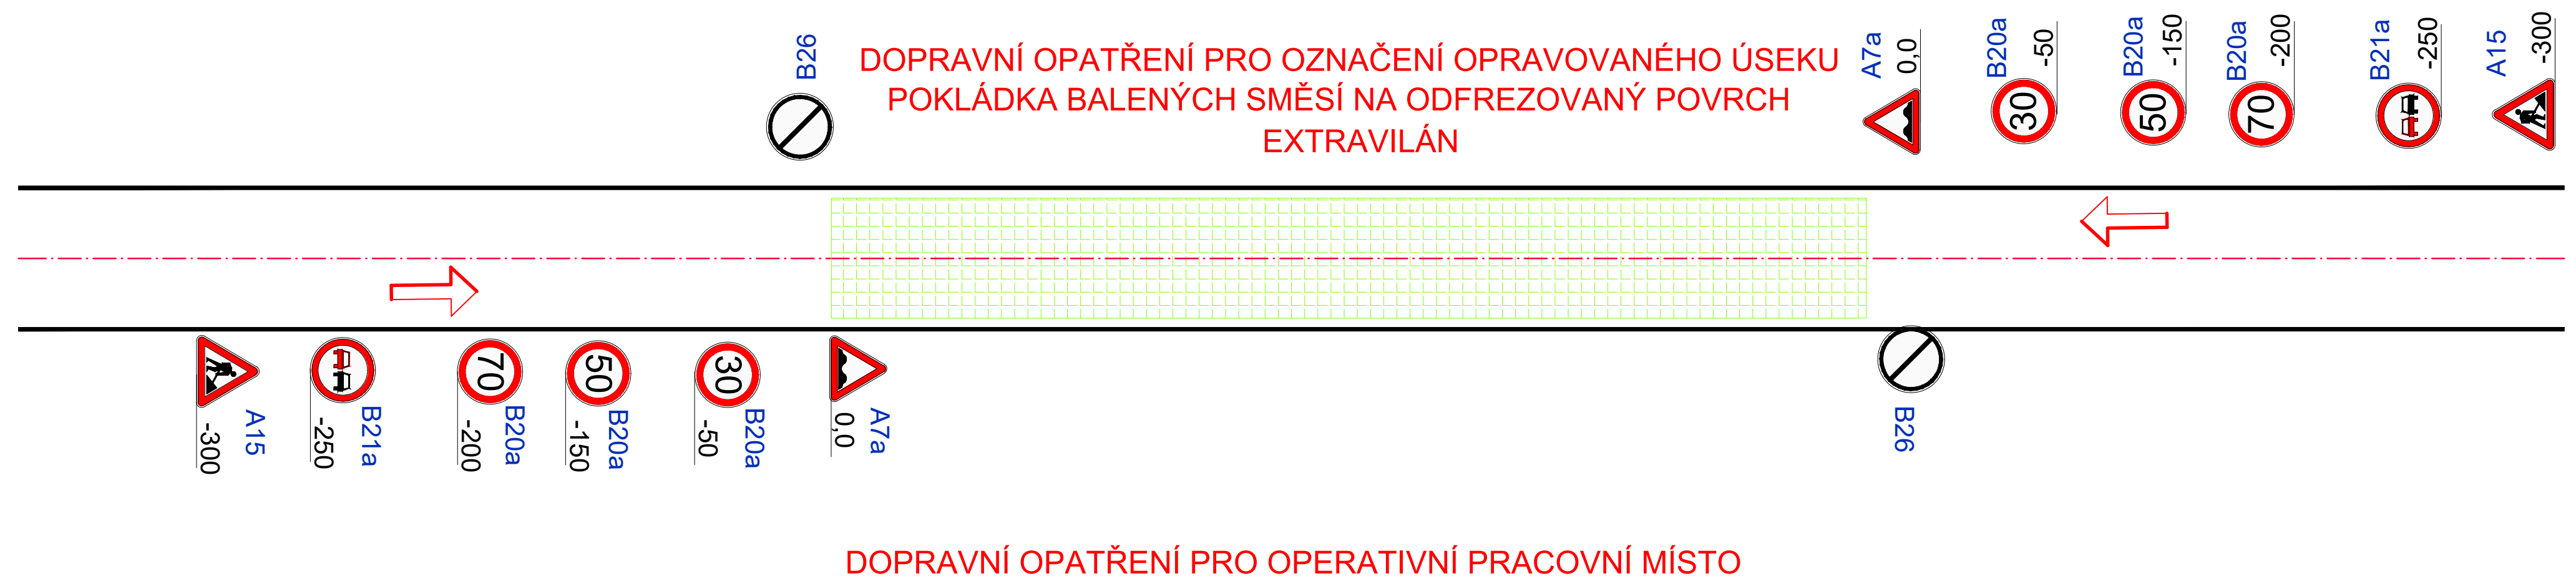 B26
DOPRAVNÍ OPATŘENÍ PRO OZNAČENÍ OPRAVOVANÉHO ÚSEKU
POKLÁDKA BALENÝCH SMĚSÍ NA ODFREZOVANÝ POVRCH
EXTRAVILÁN
A7a
0,0
B20a
-50
B20a
-150
B20a
-200
B21a
-250
A15
-300
30
50
70
70
50
30
A15
-300
B21a
-250
B20a
-200
B20a
-150
B20a
-50
A7a
0,0
B26
DOPRAVNÍ OPATŘENÍ PRO OPERATIVNÍ PRACOVNÍ MÍSTO